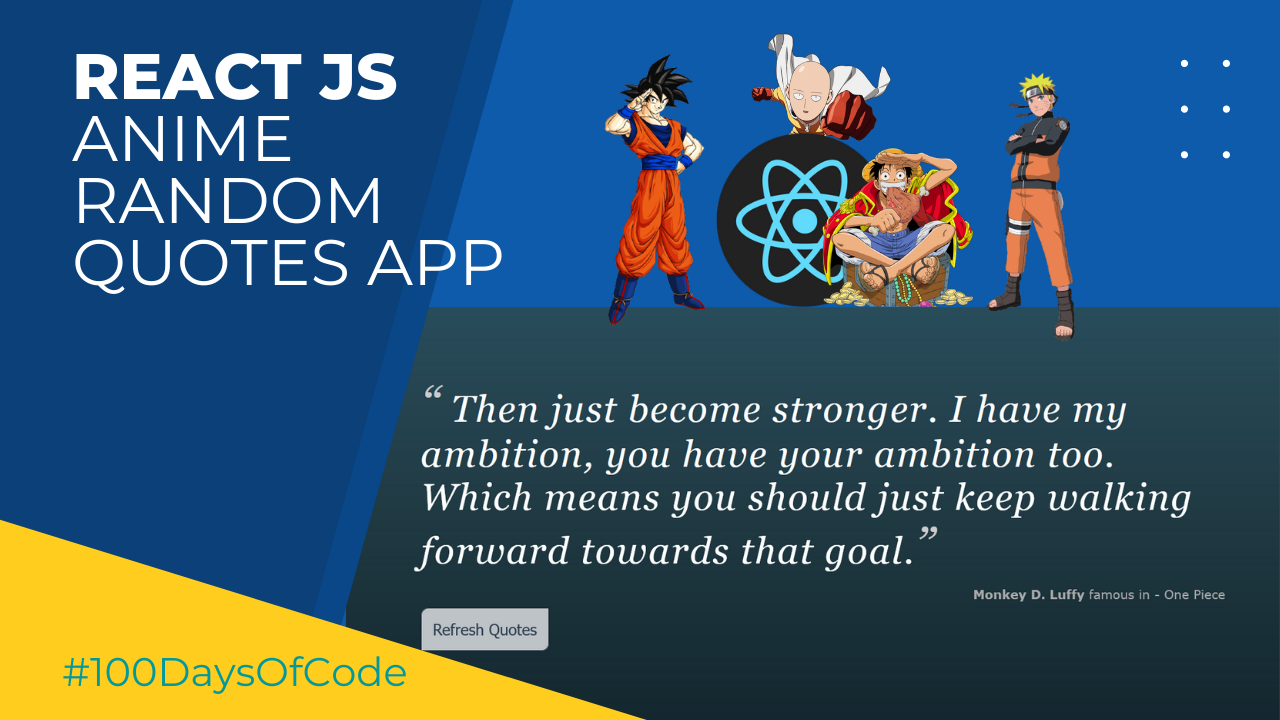 REACT JS
ANIME
RANDOM
QUOTES APP
“ Then just become stronger. I have my
ambition, you have your ambition too.
Which means you should just keep walking
forward towards that goal.”
Monkey D. Luffy famous in - One Piece
Refresh Quotes
#100DaysOfCode